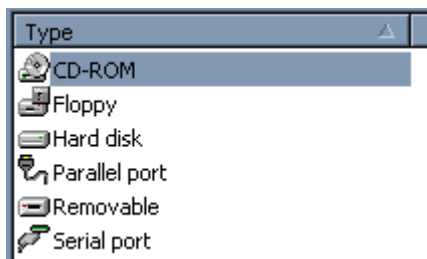 Type
CD-ROM
Floppy
Hard disk
Parallel port
Removable
Serial port